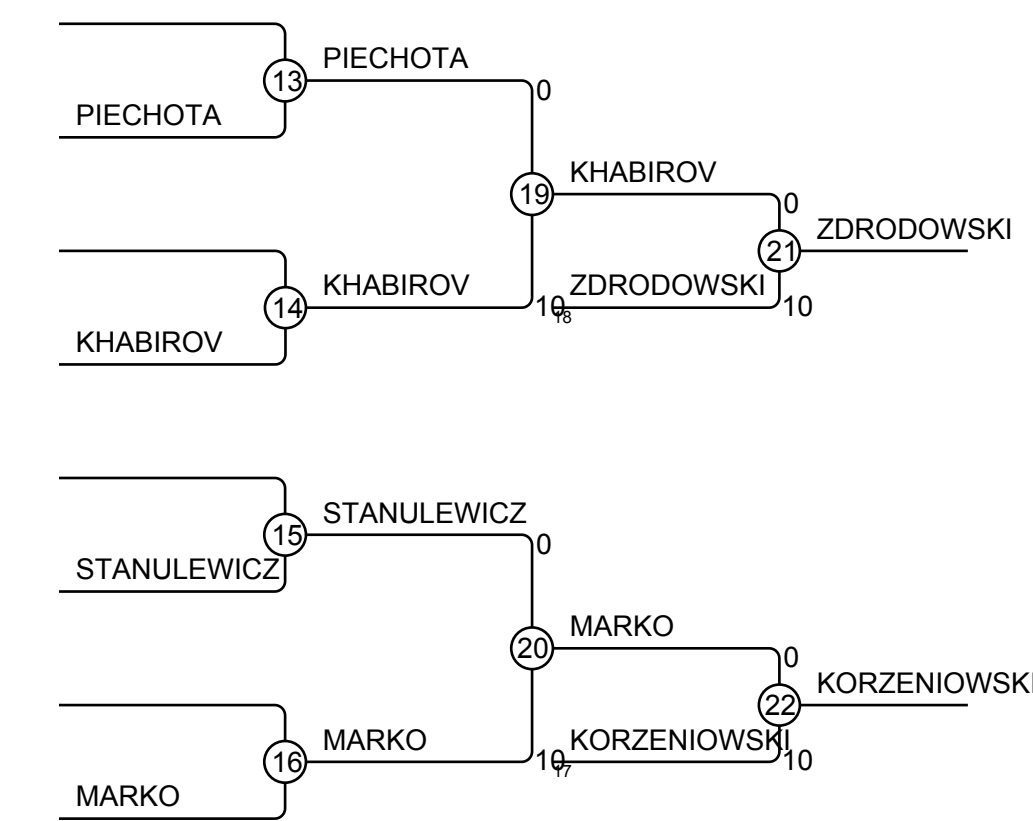 PIECHOTA
13
0
PIECHOTA
KHABIROV
19
0
ZDRODOWSKI
21
KHABIROV
ZDRODOWSKI
14
10
18
10
KHABIROV
STANULEWICZ
15
0
STANULEWICZ
MARKO
20
0
KORZENIOWSKI
22
MARKO
KORZENIOWSKI
16
10
17
10
MARKO